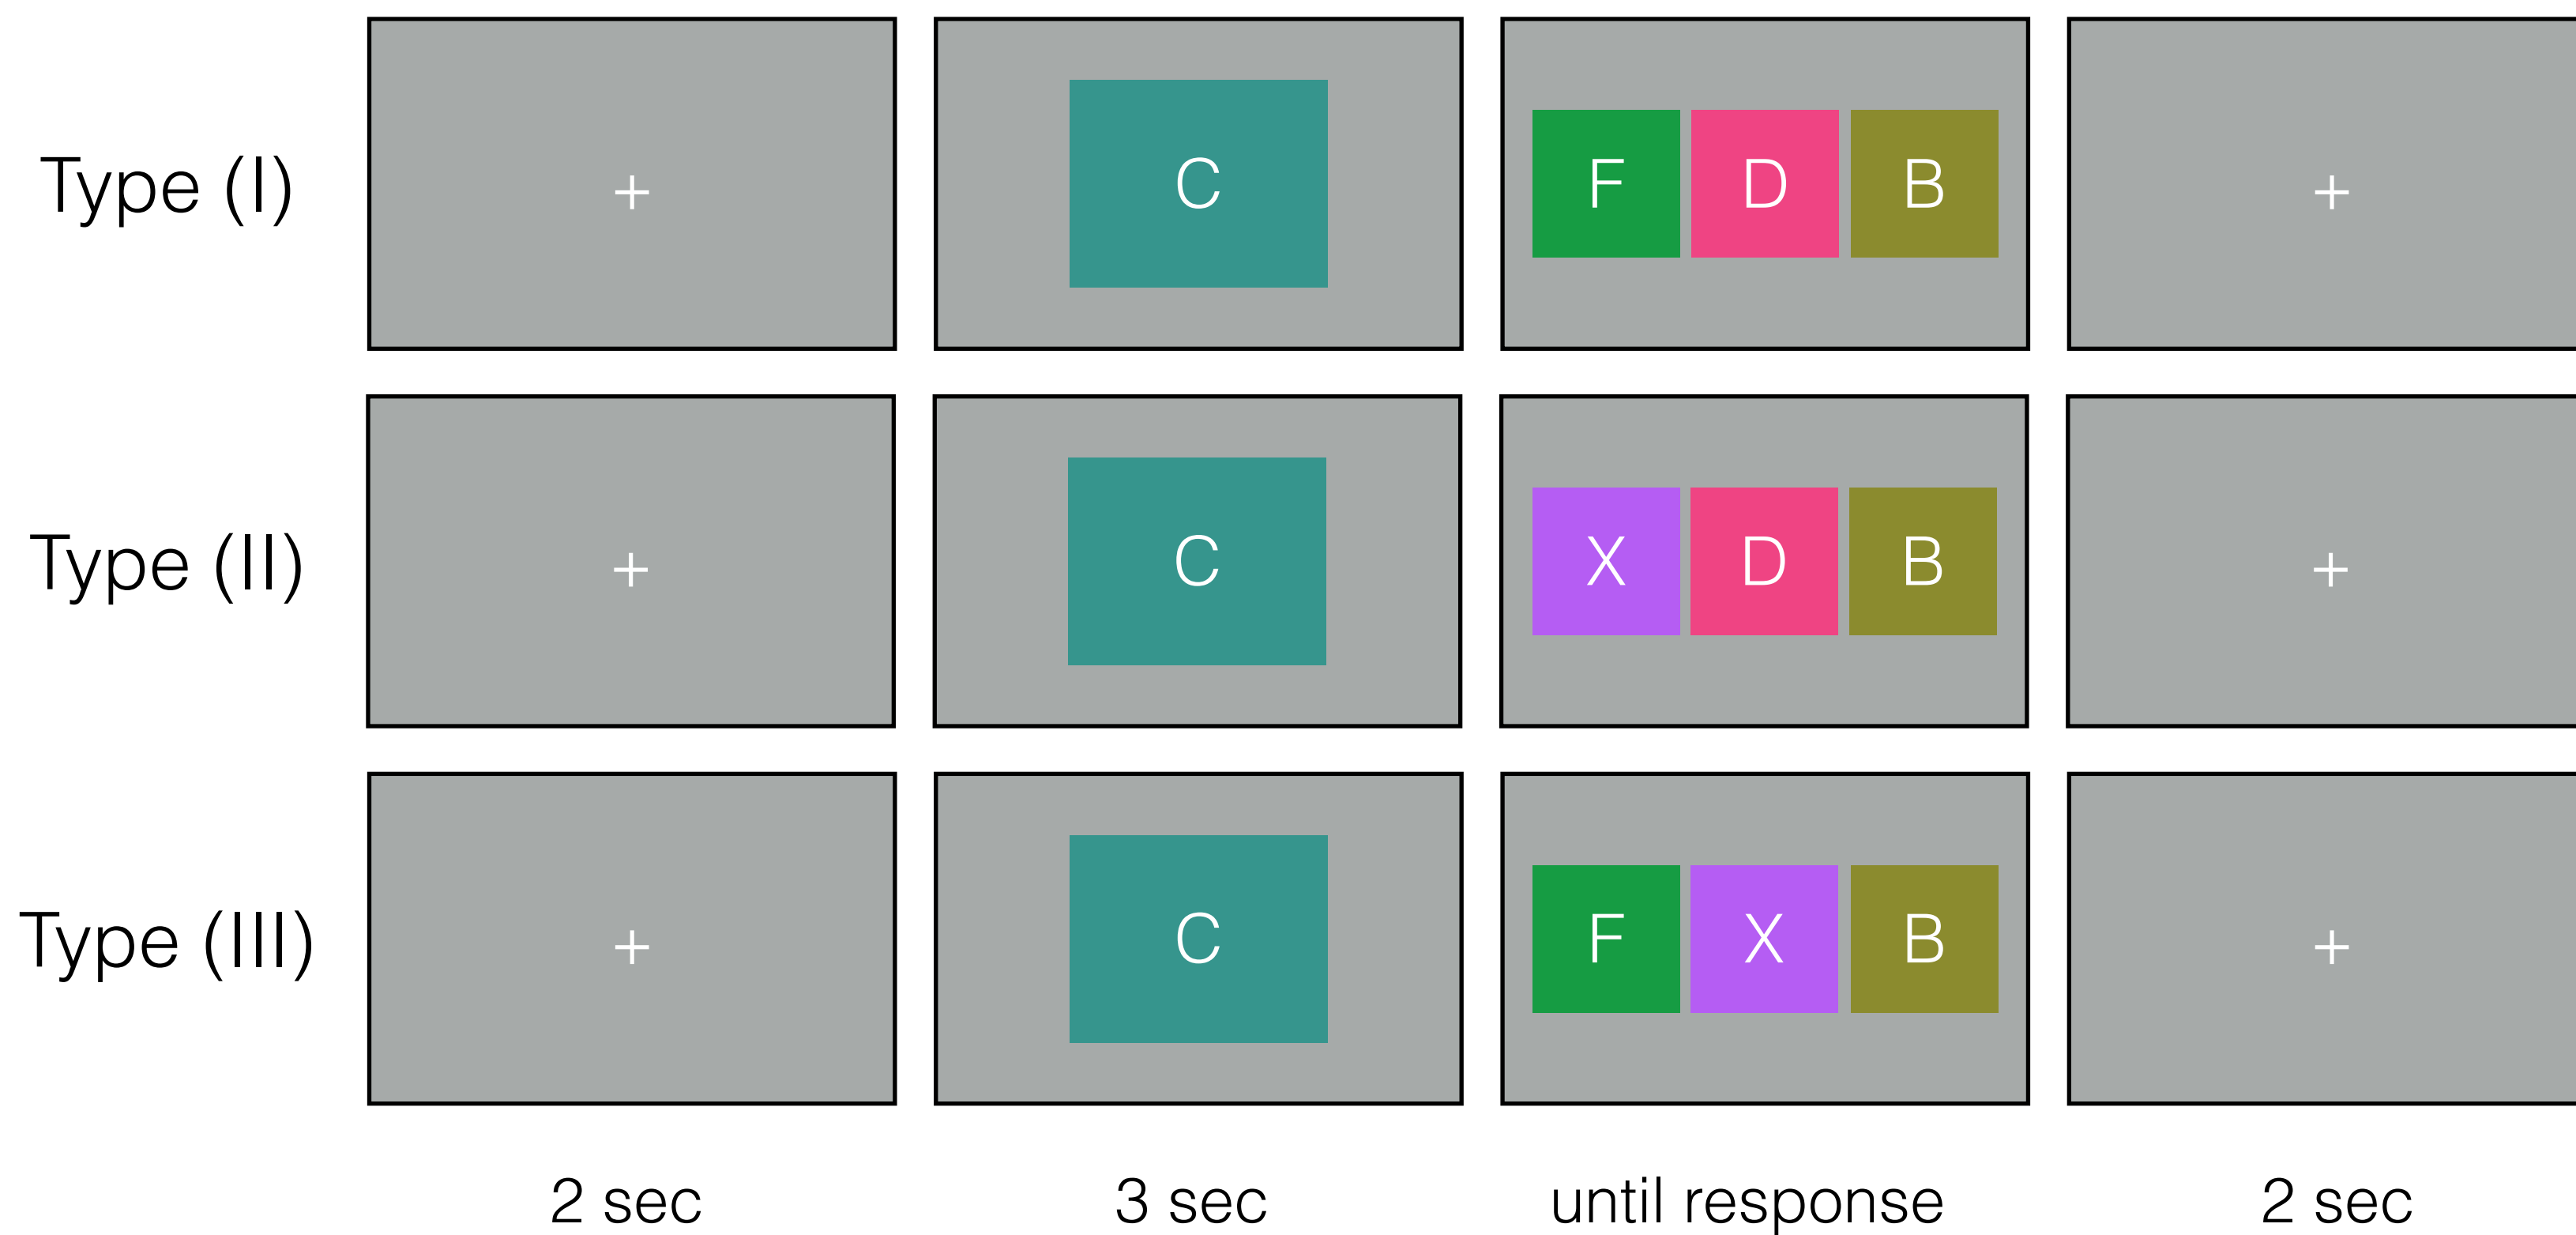 Type (I) + C F D B +
Type (II) + C X D B +
Type (III) + C F X B +
2 sec 3 sec until response 2 sec